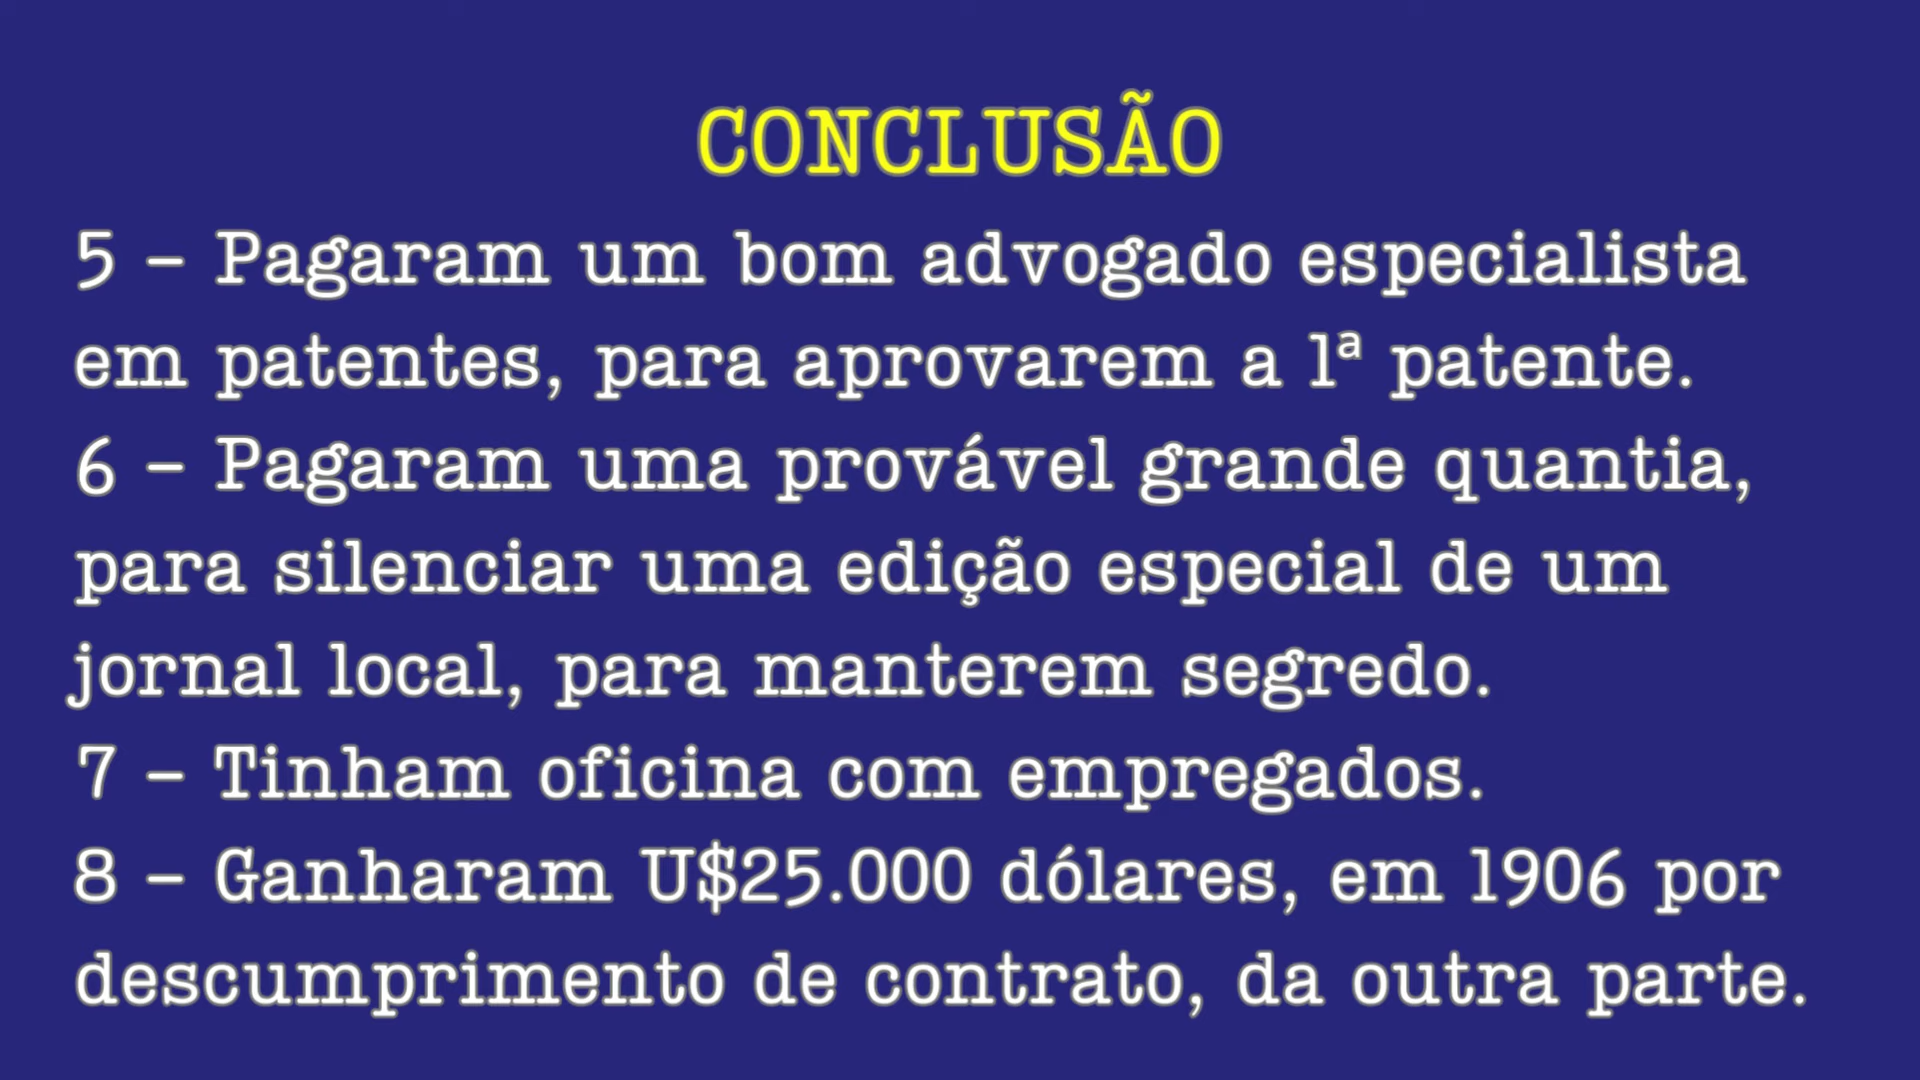 CONCLUSÃO
5 – Pagaram um bom advogado especialista
em patentes, para aprovarem a 1ª patente.
6 – Pagaram uma provável grande quantia,
para silenciar uma edição especial de um
jornal local, para manterem segredo.
7 – Tinham oficina com empregados.
8 – Ganharam U$25.000 dólares, em 1906 por
descumprimento de contrato, da outra parte.